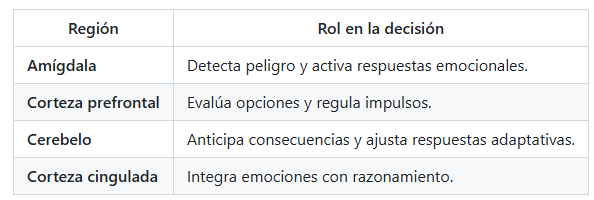 Región Rol en la decisión
Amígdala Detecta peligro y activa respuestas emocionales.
Corteza prefrontal Evalúa opciones y regula impulsos.
Cerebelo Anticipa consecuencias y ajusta respuestas adaptativas.
Corteza cingulada Integra emociones con razonamiento.